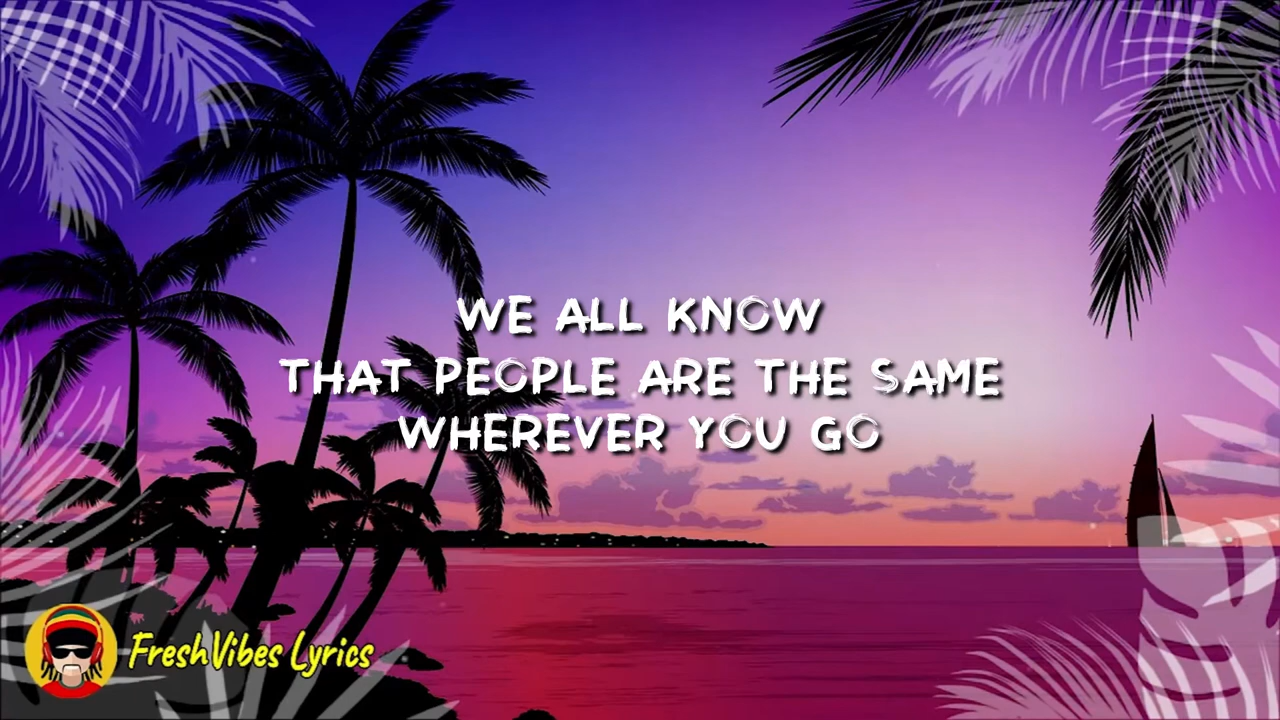 WE ALL KNOW
THAT PEOPLE ARE THE SAME
WHEREVER YOU GO
FreshVibes Lyrics